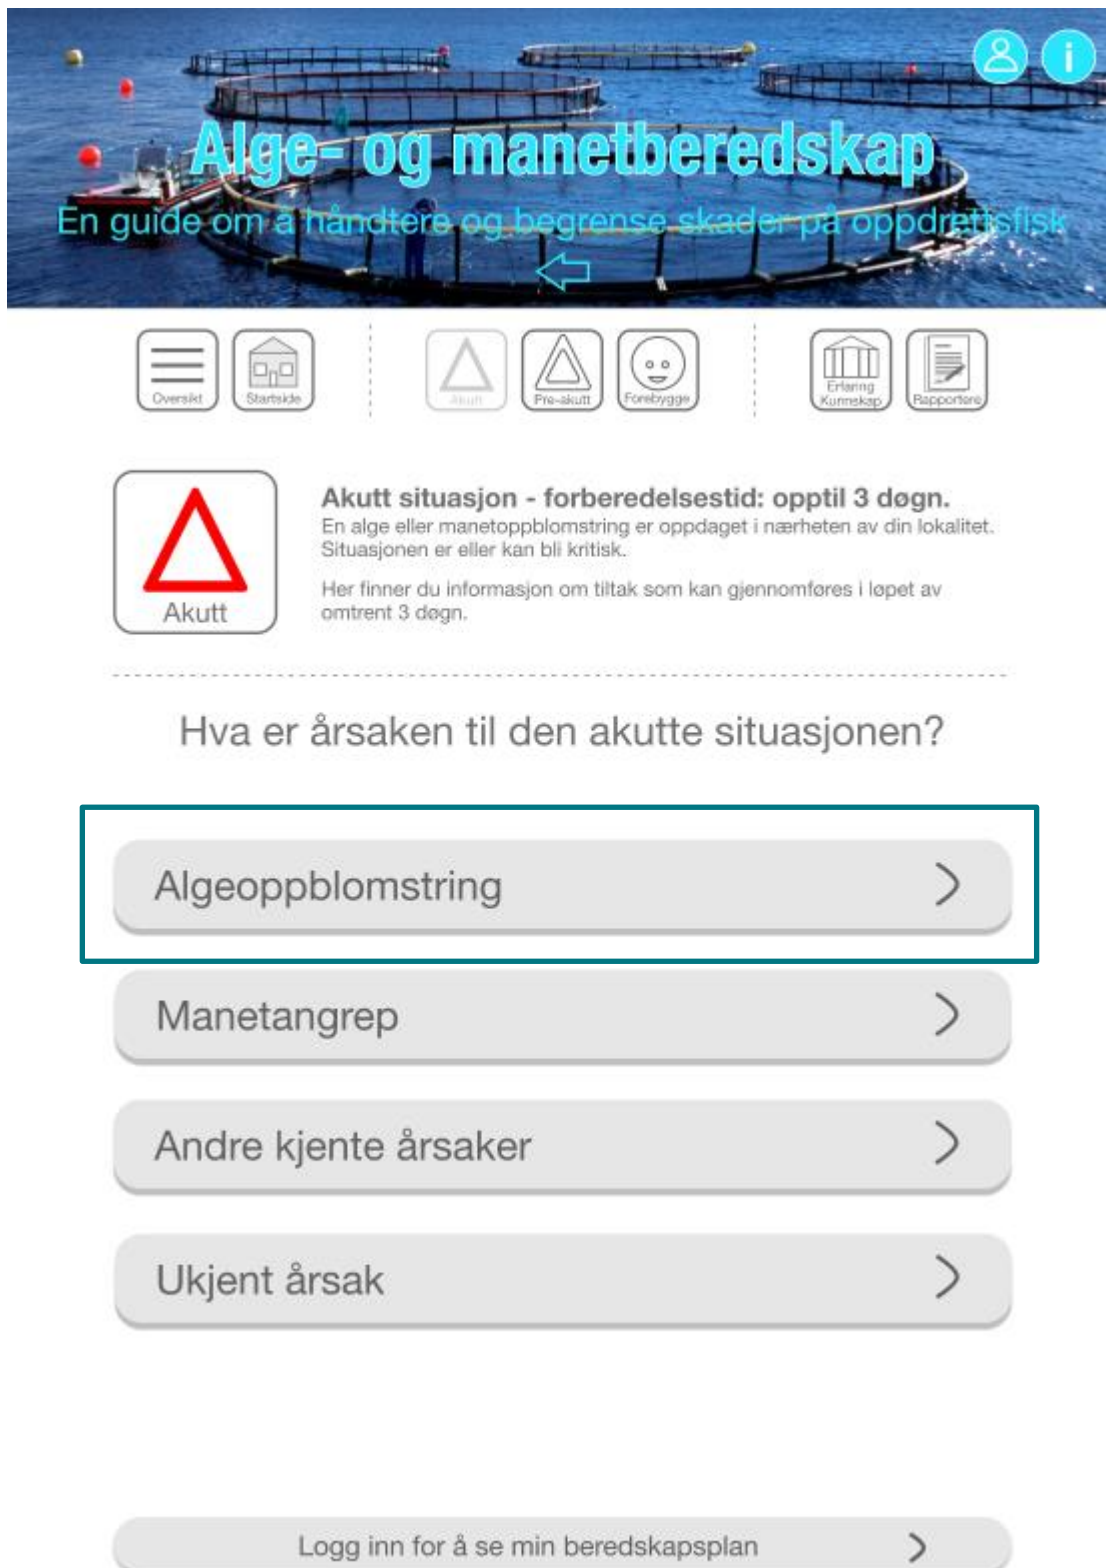 Alge- og manetberedskap
En guide om å håndtere og begrense skader på oppdrettsfisk
i
Oversikt
Startside
Akutt
Pre-akutt
Forebygge
Erfaring
Kunnskap
Rapportere
Akutt
Akutt situasjon - forberedelsestid: opptil 3 døgn.
En alge eller manetoppblomstring er oppdaget i nærheten av din lokalitet.
Situasjonen er eller kan bli kritisk.
Her finner du informasjon om tiltak som kan gjennomføres i løpet av
omtrent 3 døgn.
Hva er årsaken til den akutte situasjonen?
Algeoppblomstring
Manetangrep
Andre kjente årsaker
Ukjent årsak
Logg inn for å se min beredskapsplan